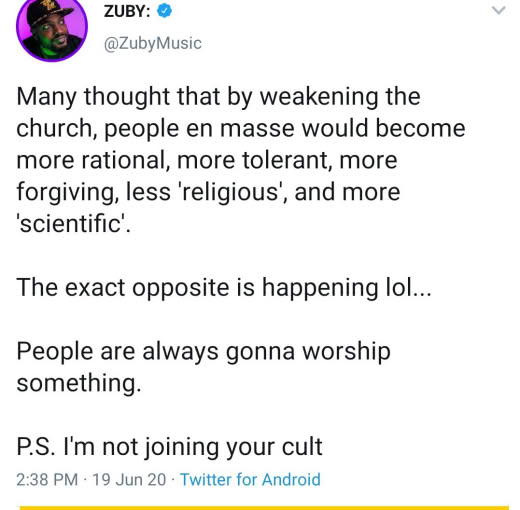 ZUBY:
@ZubyMusic
Many thought that by weakening the
church, people en masse would become
more rational, more tolerant, more
forgiving, less 'religious', and more
'scientific'.
The exact opposite is happening lol...
People are always gonna worship
something.
P.S. I'm not joining your cult
2:38 PM · 19 Jun 20 · Twitter for Android